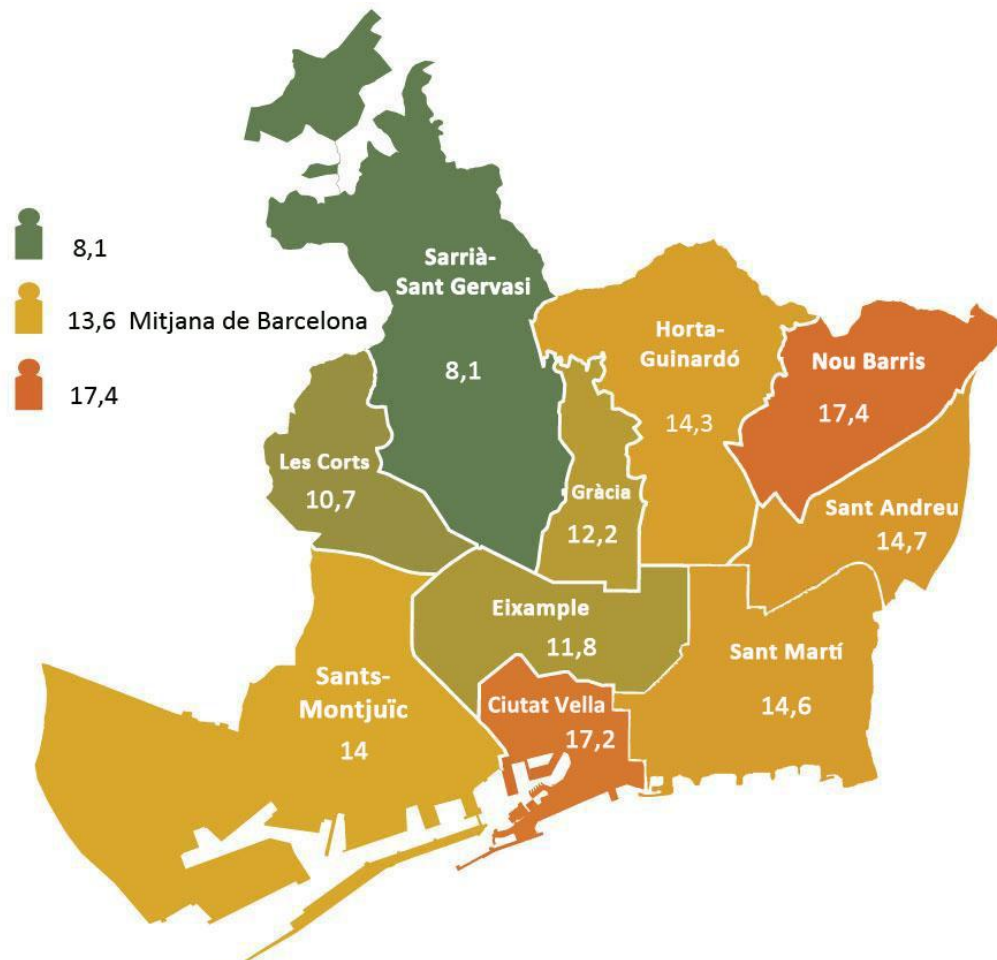 8,1
13,6 Mitjana de Barcelona
17,4
Sarrià-
Sant Gervasi
8,1
Horta-
Guinardó
14,3
Nou Barris
17,4
Les Corts
10,7
Gràcia
12,2
Sant Andreu
14,7
Eixample
11,8
Sant Martí
14,6
Sants-
Montjuïc
14
Ciutat Vella
17,2